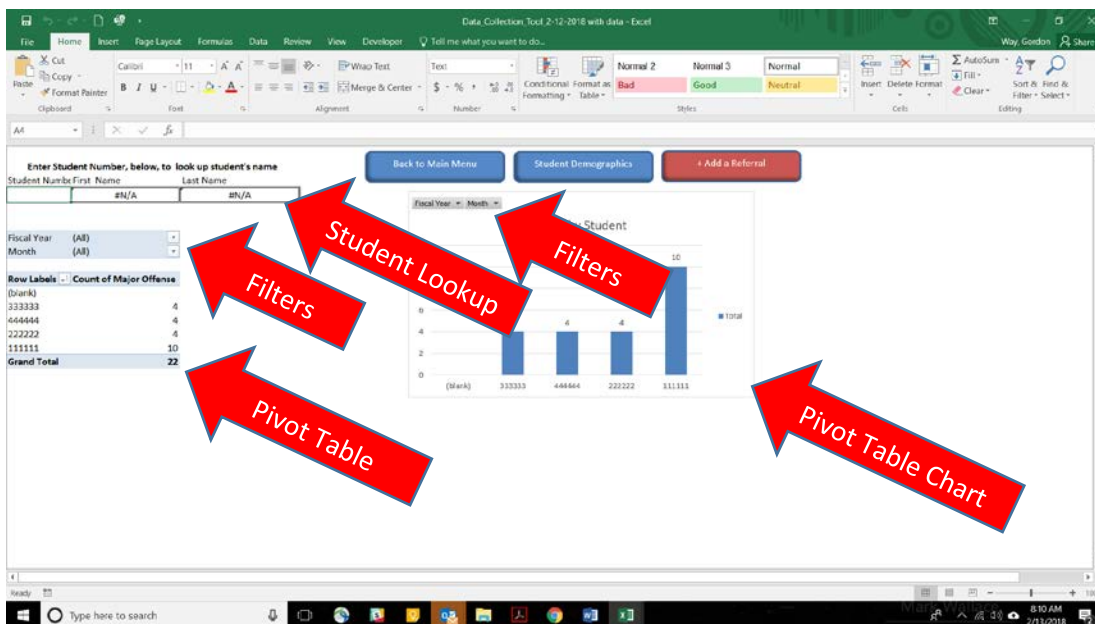 Data_Collection_Tool_2-12-2018 with data - Excel
File Home Insert Page Layout Formulas Data Review View Developer Tell me what you want to do... Way, Gordon Share
Cut
Copy
Format Painter
Paste
Calibri 11
B I U
Wrap Text
Merge & Center
Text
$ % ,
Conditional Formatting
Format as Table
Normal 2 Normal 3 Normal
Bad Good Neutral
Insert Delete Format
AutoSum
Fill
Clear
Sort & Filter
Find & Select
Clipboard Font Alignment Number Styles Cells Editing
A4
Enter Student Number, below, to look up student's name
Student Numbe First Name Last Name
#N/A #N/A
Back to Main Menu
Student Demographics
+ Add a Referral
Fiscal Year (All)
Month (All)
Row Labels Count of Major Offense
(blank)
333333 4
444444 4
222222 4
111111 10
Grand Total 22
Fiscal Year Month
Student
10
6
4 4 4
2
0
(blank) 333333 444444 222222 111111
Total
Filters
Student Lookup
Filters
Pivot Table
Pivot Table Chart
Ready
Type here to search
Mark Wallace
8:10 AM
2/13/2018